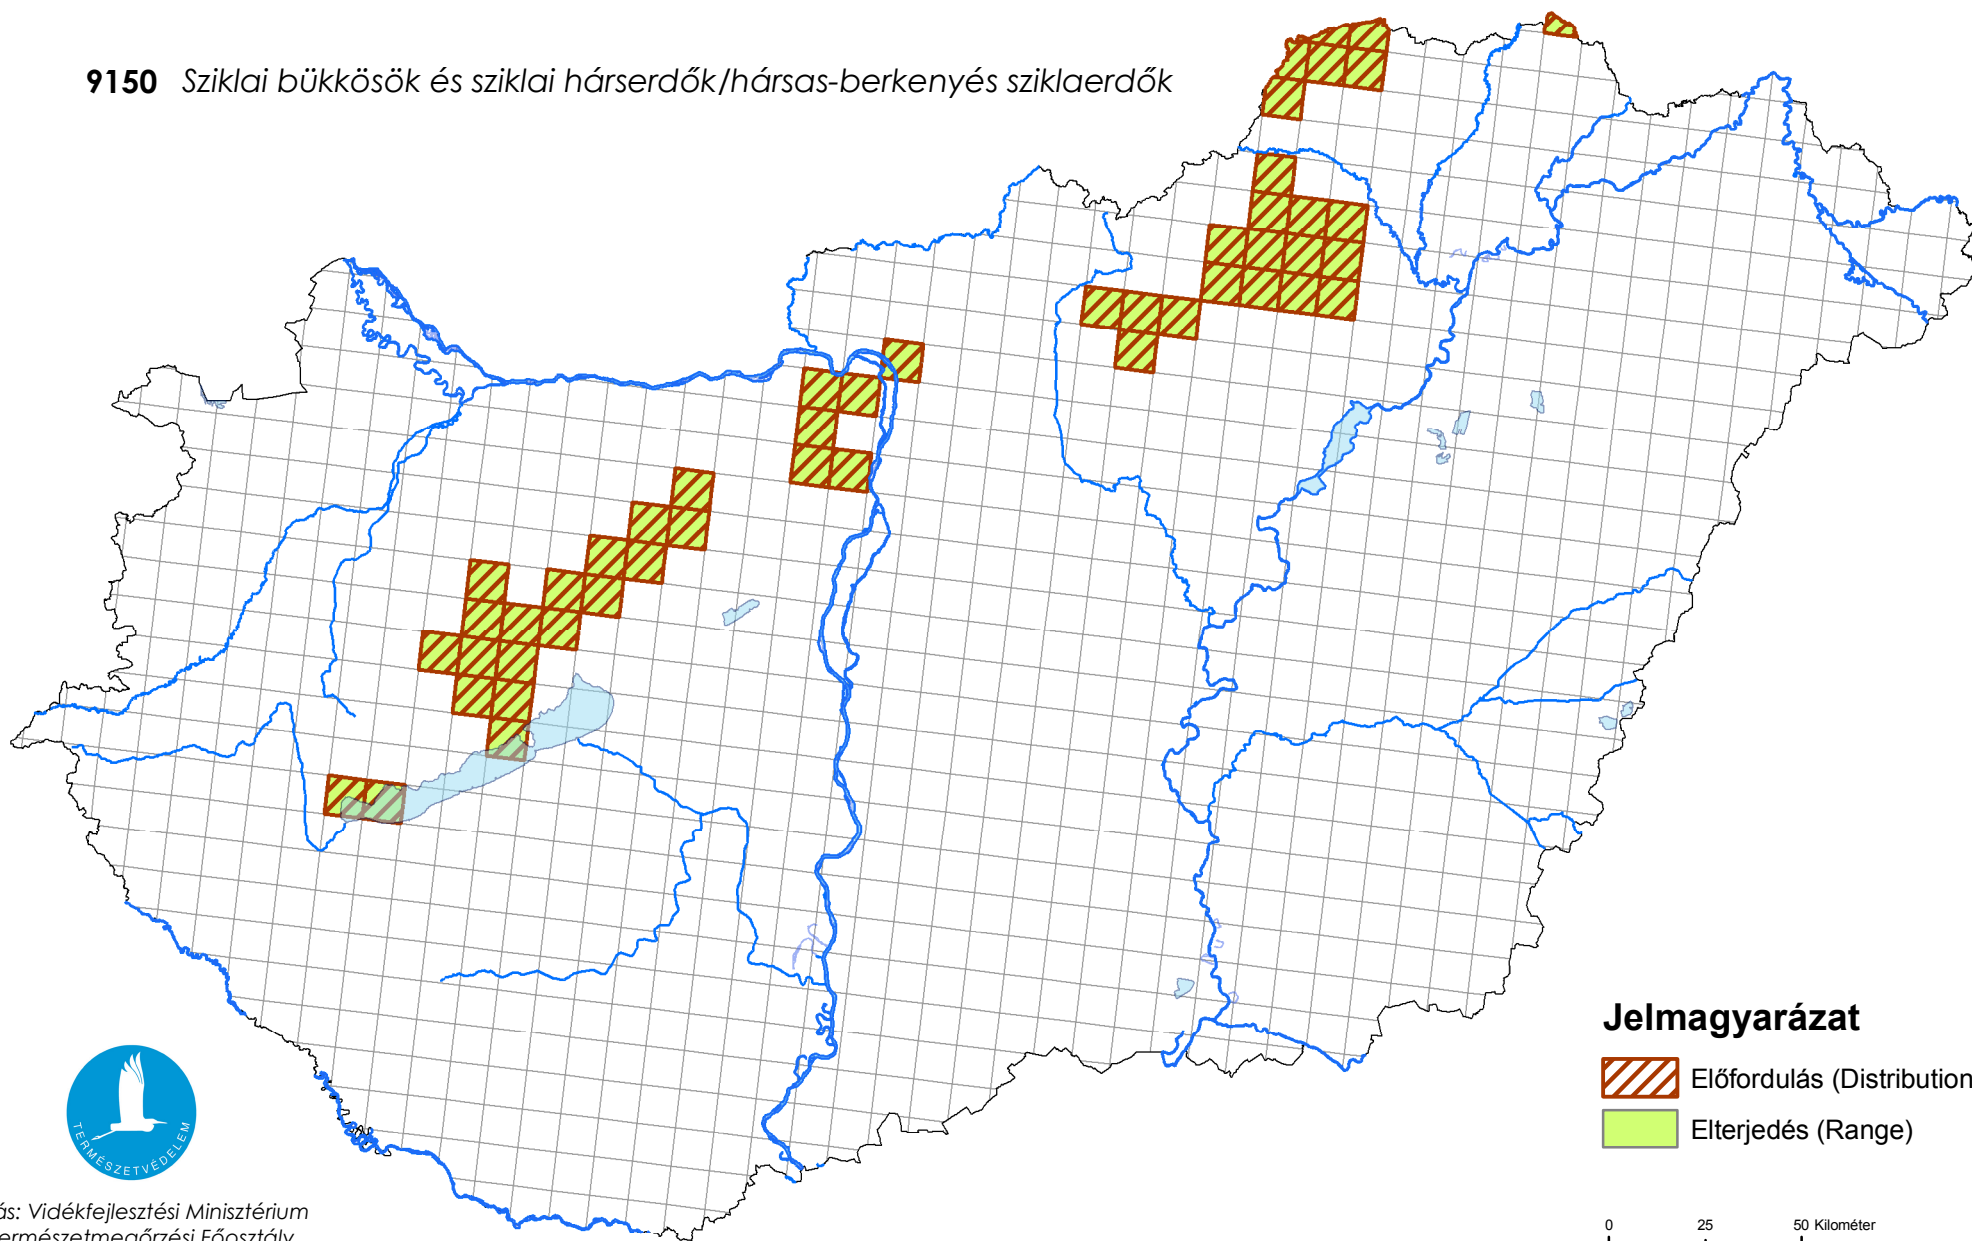 9150 Sziklai bükkösök és sziklai hárserdők/hársas-berkenyés sziklaerdők
Jelmagyarázat
Előfordulás (Distribution
Elterjedés (Range)
TERMÉSZETVÉDELEM
ás: Vidékfejlesztési Minisztérium
ermészetmegőrzési Főosztály
0 25 50 Kilométer